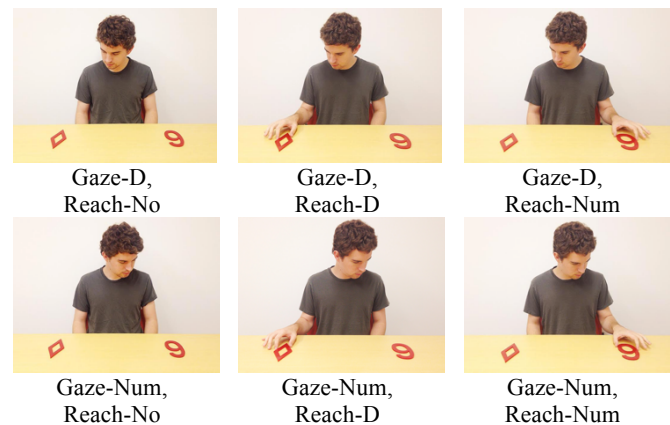 Gaze-D,
Reach-No
Gaze-D,
Reach-D
Gaze-D,
Reach-Num
Gaze-Num,
Reach-No
Gaze-Num,
Reach-D
Gaze-Num,
Reach-Num